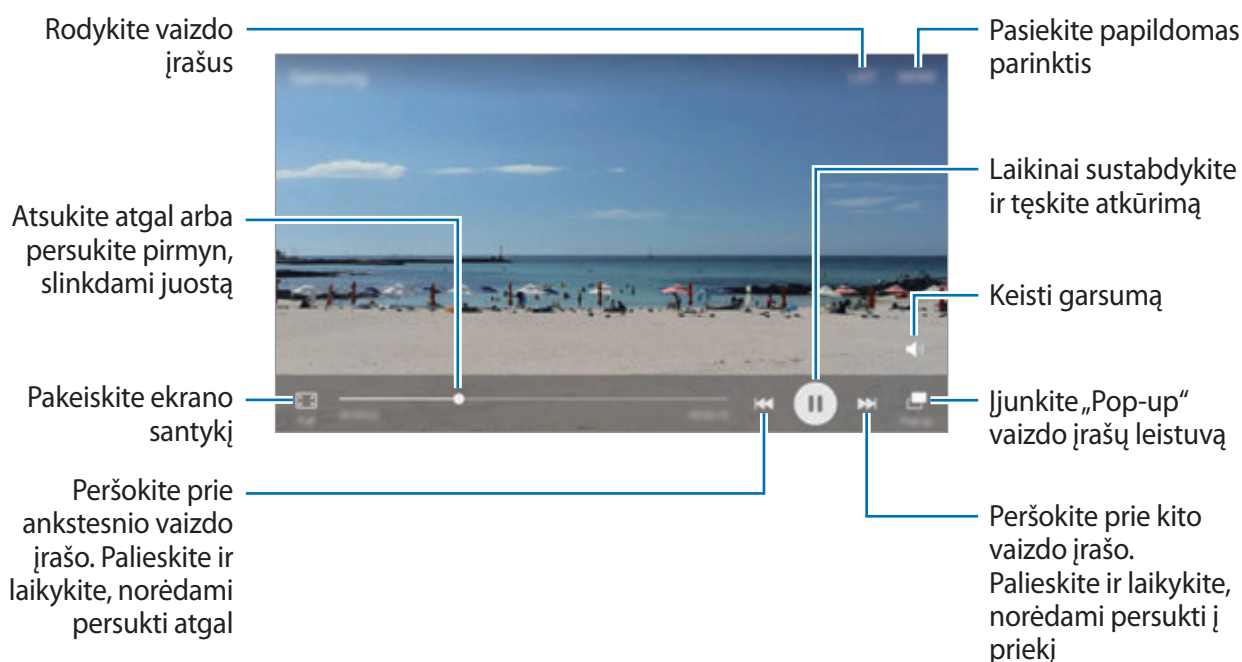 Rodykite vaizdo
įrašus
Atsukite atgal arba
persukite pirmyn,
slinkdami juostą
Pakeiskite ekrano
santykį
Peršokite prie
ankstesnio vaizdo
įrašo. Palieskite ir
laikykite, norėdami
persukti atgal
Samsung
Pasiekite papildomas
parinktis
Laikinai sustabdykite
ir tęskite atkūrimą
Keisti garsumą
Įjunkite „Pop-up“
vaizdo įrašų leistuvą
Peršokite prie kito
vaizdo įrašo.
Palieskite ir laikykite,
norėdami persukti į
priekį